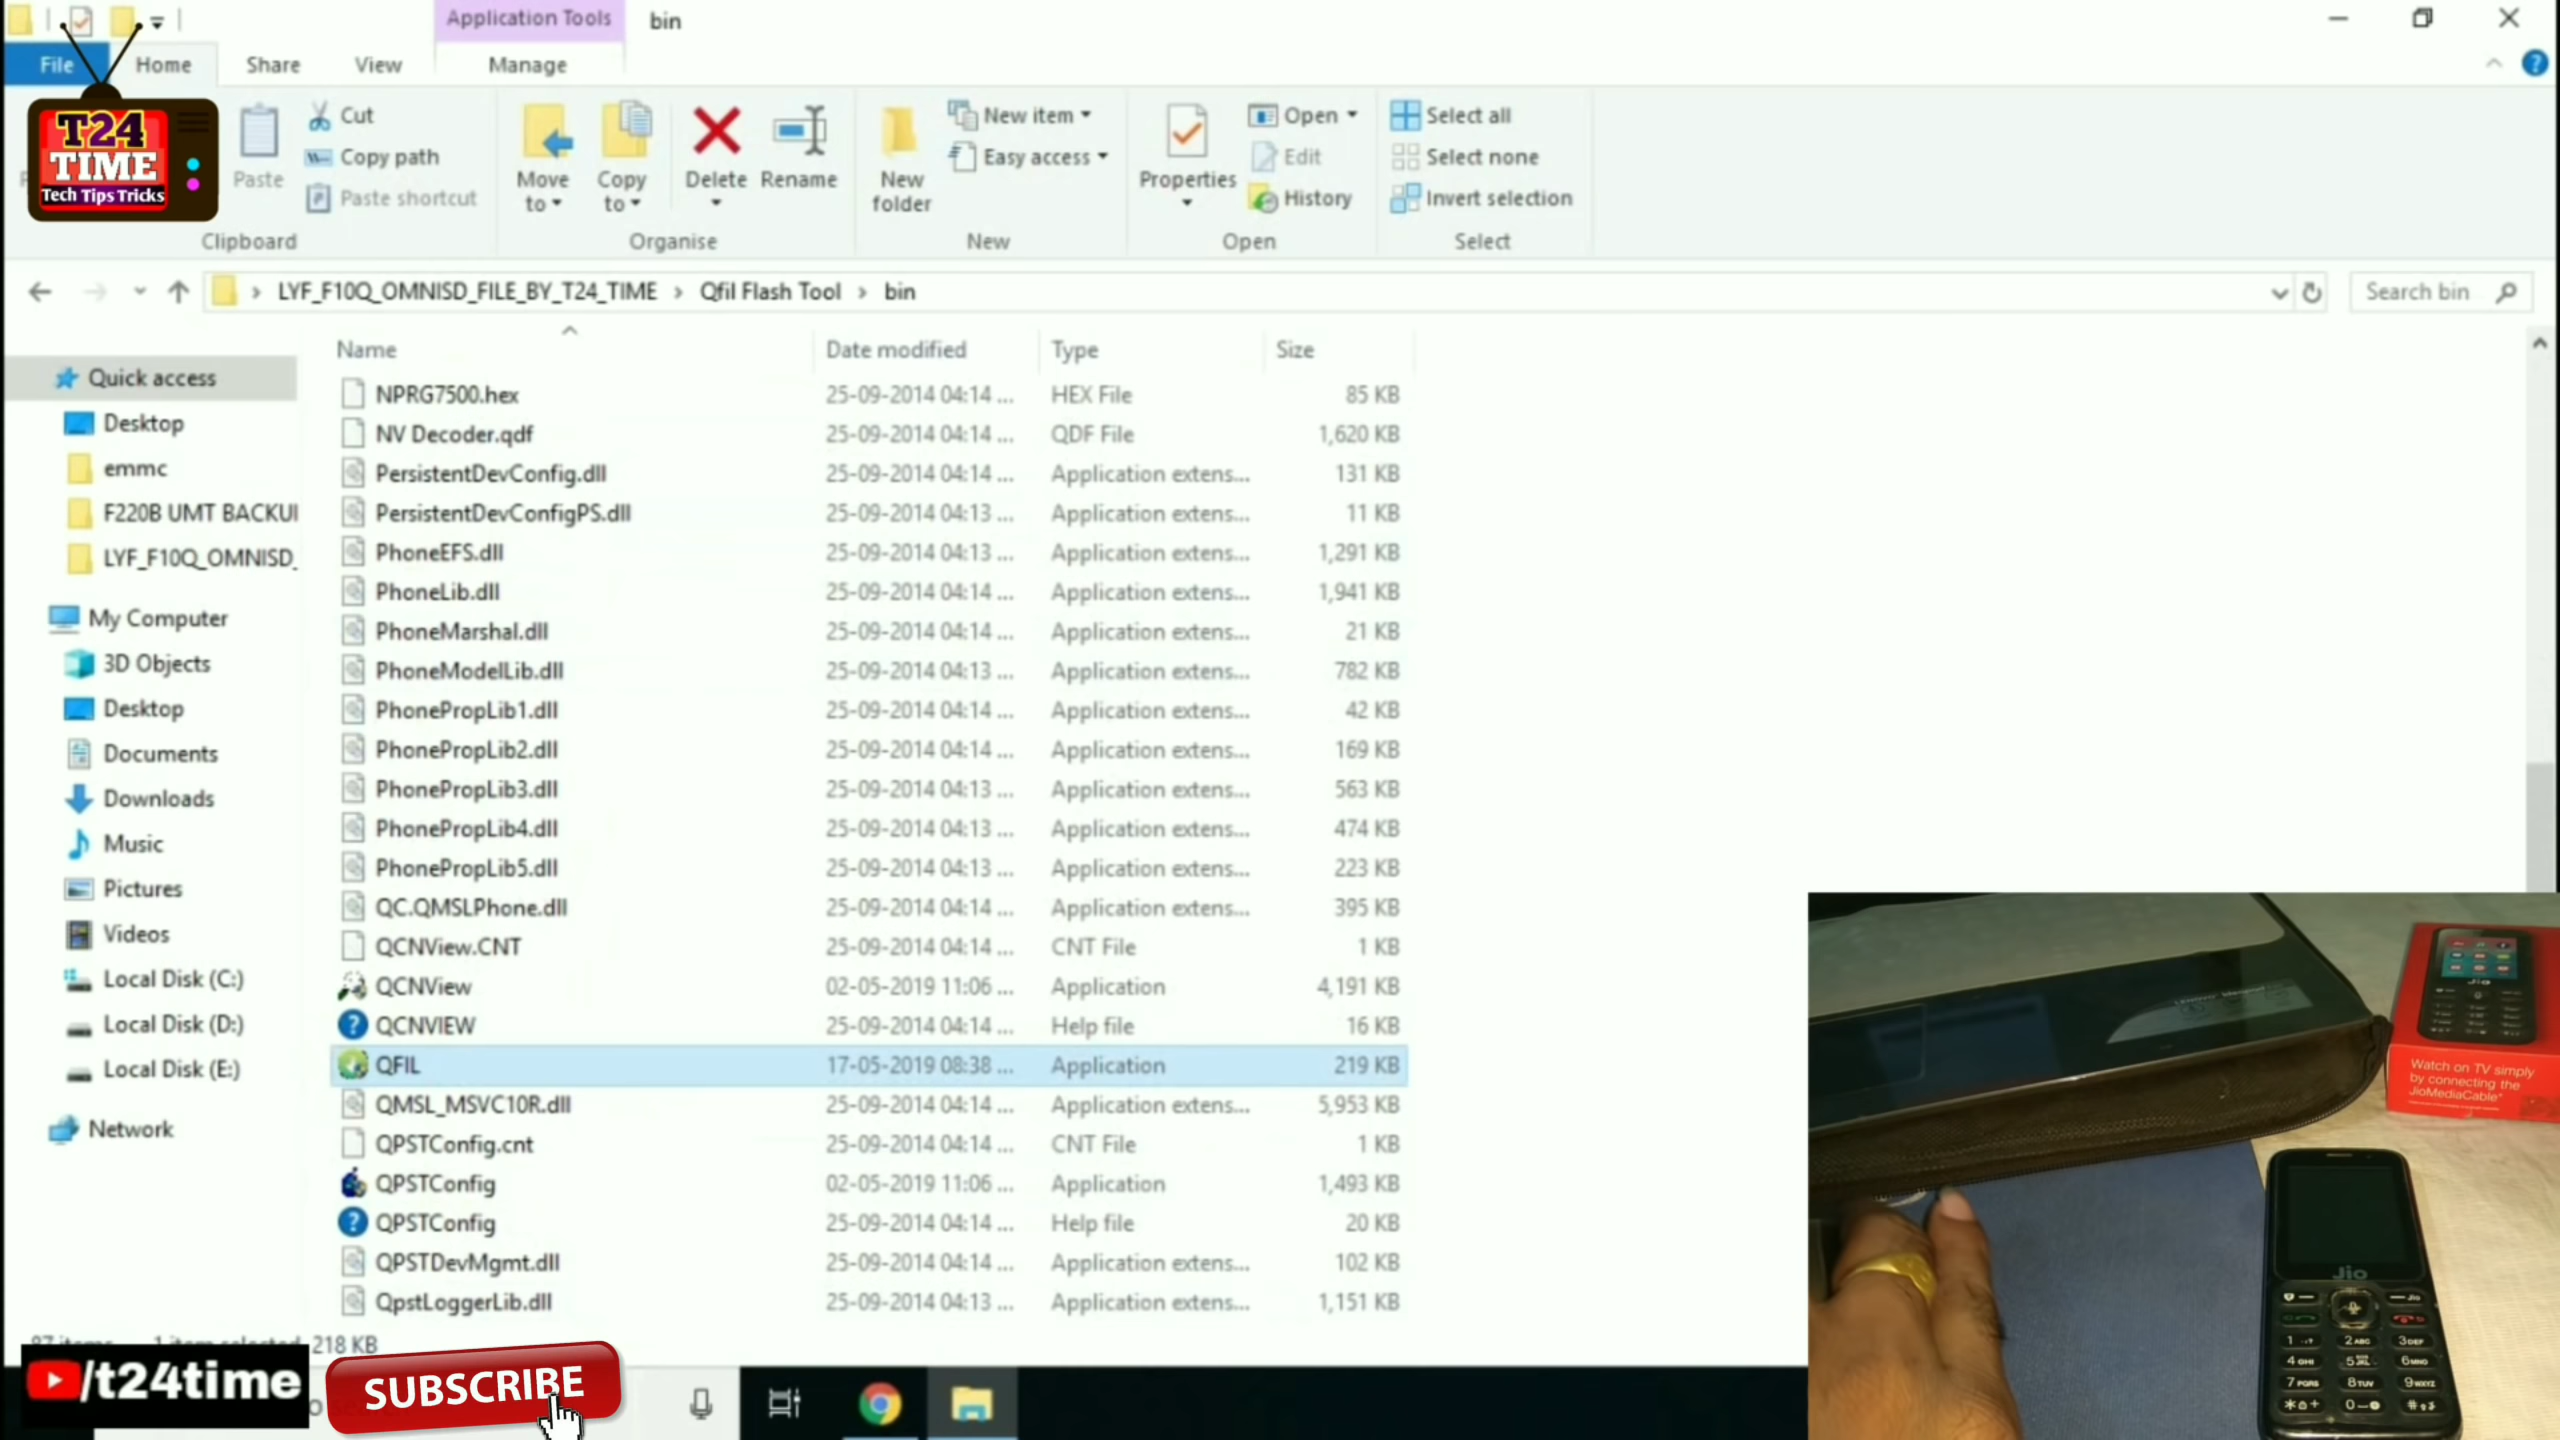 Application Tools
bin
File
Home
Share
View
Manage
T24
TIME
Tech Tips Tricks
Paste
Cut
Copy path
Paste shortcut
Clipboard
Move to
Copy to
Delete
Rename
Organise
New folder
New item
Easy access
New
Properties
Open
Edit
History
Open
Select all
Select none
Invert selection
Select
LYF_F10Q_OMNISD_FILE_BY_T24_TIME > Qfil Flash Tool > bin
Search bin
Name Date modified Type Size
Quick access
Desktop
emmc
F220B UMT BACKUI
LYF_F10Q_OMNISD_
My Computer
3D Objects
Desktop
Documents
Downloads
Music
Pictures
Videos
Local Disk (C:)
Local Disk (D:)
Local Disk (E:)
Network
NPRG7500.hex 25-09-2014 04:14 ... HEX File 85 KB
NV Decoder.qdf 25-09-2014 04:14 ... QDF File 1,620 KB
PersistentDevConfig.dll 25-09-2014 04:14 ... Application extens... 131 KB
PersistentDevConfigPS.dll 25-09-2014 04:13 ... Application extens... 11 KB
PhoneEFS.dll 25-09-2014 04:13 ... Application extens... 1,291 KB
PhoneLib.dll 25-09-2014 04:14 ... Application extens... 1,941 KB
PhoneMarshal.dll 25-09-2014 04:14 ... Application extens... 21 KB
PhoneModelLib.dll 25-09-2014 04:13 ... Application extens... 782 KB
PhonePropLib1.dll 25-09-2014 04:14 ... Application extens... 42 KB
PhonePropLib2.dll 25-09-2014 04:14 ... Application extens... 169 KB
PhonePropLib3.dll 25-09-2014 04:13 ... Application extens... 563 KB
PhonePropLib4.dll 25-09-2014 04:13 ... Application extens... 474 KB
PhonePropLib5.dll 25-09-2014 04:13 ... Application extens... 223 KB
QC.QMSLPhone.dll 25-09-2014 04:14 ... Application extens... 395 KB
QCNView.CNT 25-09-2014 04:14 ... CNT File 1 KB
QCNView 02-05-2019 11:06 ... Application 4,191 KB
QCNVIEW 25-09-2014 04:14 ... Help file 16 KB
QFIL 17-05-2019 08:38 ... Application 219 KB
QMSL_MSVC10R.dll 25-09-2014 04:14 ... Application extens... 5,953 KB
QPSTConfig.cnt 25-09-2014 04:14 ... CNT File 1 KB
QPSTConfig 02-05-2019 11:06 ... Application 1,493 KB
QPSTConfig 25-09-2014 04:14 ... Help file 20 KB
QPSTDevMgmt.dll 25-09-2014 04:14 ... Application extens... 102 KB
QpstLoggerLib.dll 25-09-2014 04:13 ... Application extens... 1,151 KB
218 KB
/t24time
SUBSCRIBE
Jio
Watch on TV simply
by connecting the
JioMediaCable*
Jio
1 2ABC 3DEF
4GHI 5JKL 6MNO
7PQRS 8TUV 9WXYZ
0